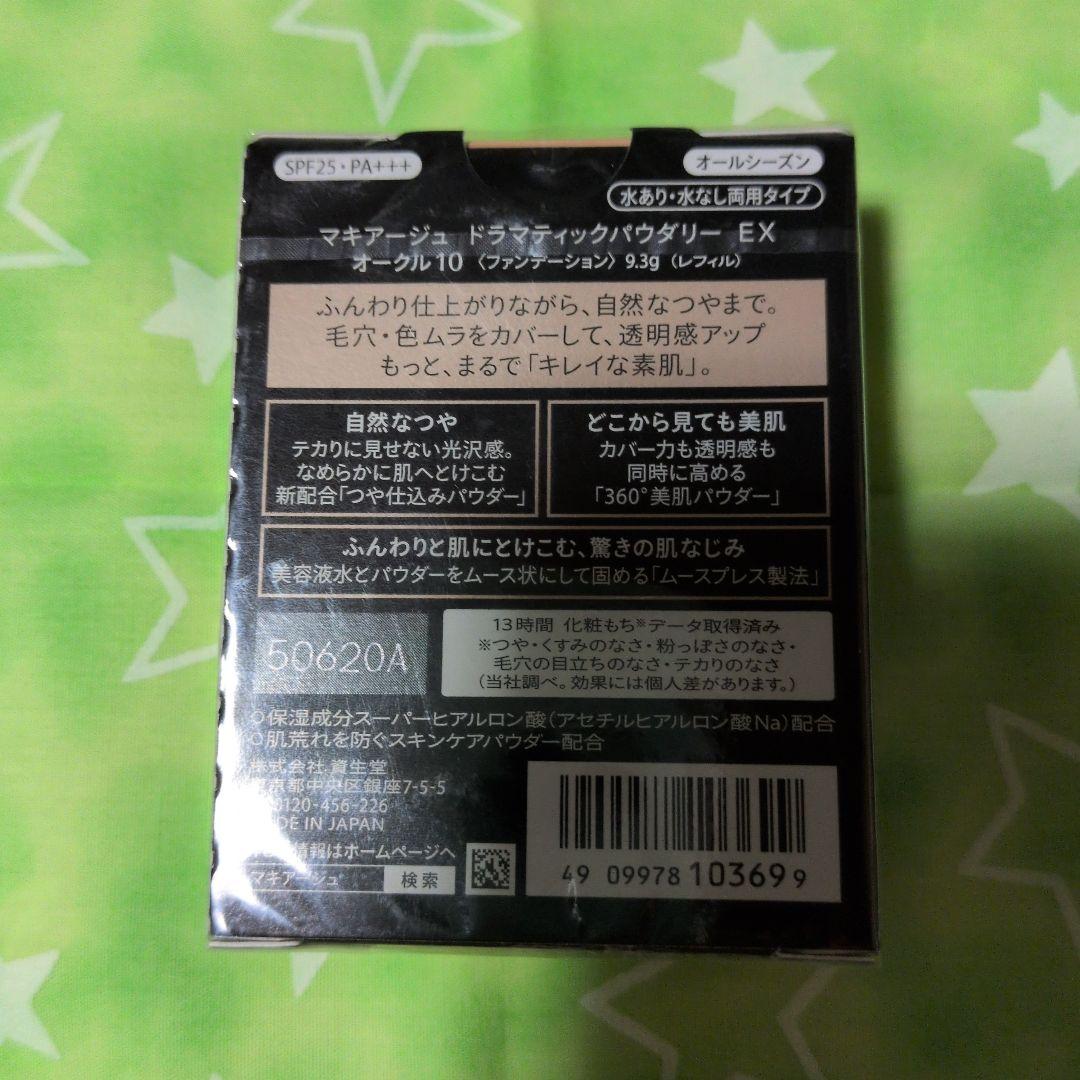 SPF25・PA+++
オールシーズン
水あり・水なし両用タイプ
マキアージュ ドラマティックパウダリー EX
オークル10 〈ファンデーション〉 9.3g〈レフィル〉
ふんわり仕上がりながら、自然なつやまで。
毛穴・色ムラをカバーして、透明感アップ
もっと、まるで「キレイな素肌」。
自然なつや
テカリに見せない光沢感。
なめらかに肌へとけこむ
新配合「つや仕込みパウダー」
どこから見ても美肌
カバー力も透明感も
同時に高める
「360°美肌パウダー」
ふんわりと肌にとけこむ、驚きの肌なじみ
美容液水とパウダーをムース状にして固める「ムースプレス製法」
50620A
13時間 化粧もち※データ取得済み
※つや・くすみのなさ・粉っぽさのなさ・
毛穴の目立ちのなさ・テカリのなさ
(当社調べ。効果には個人差があります。)
○保湿成分スーパーヒアルロン酸(アセチルヒアルロン酸Na)配合
○肌荒れを防ぐスキンケアパウダー配合
株式会社 資生堂
東京都中央区銀座7-5-5
0120-456-226
MADE IN JAPAN
情報はホームページへ
マキアージュ 検索
49 09978 10369 9